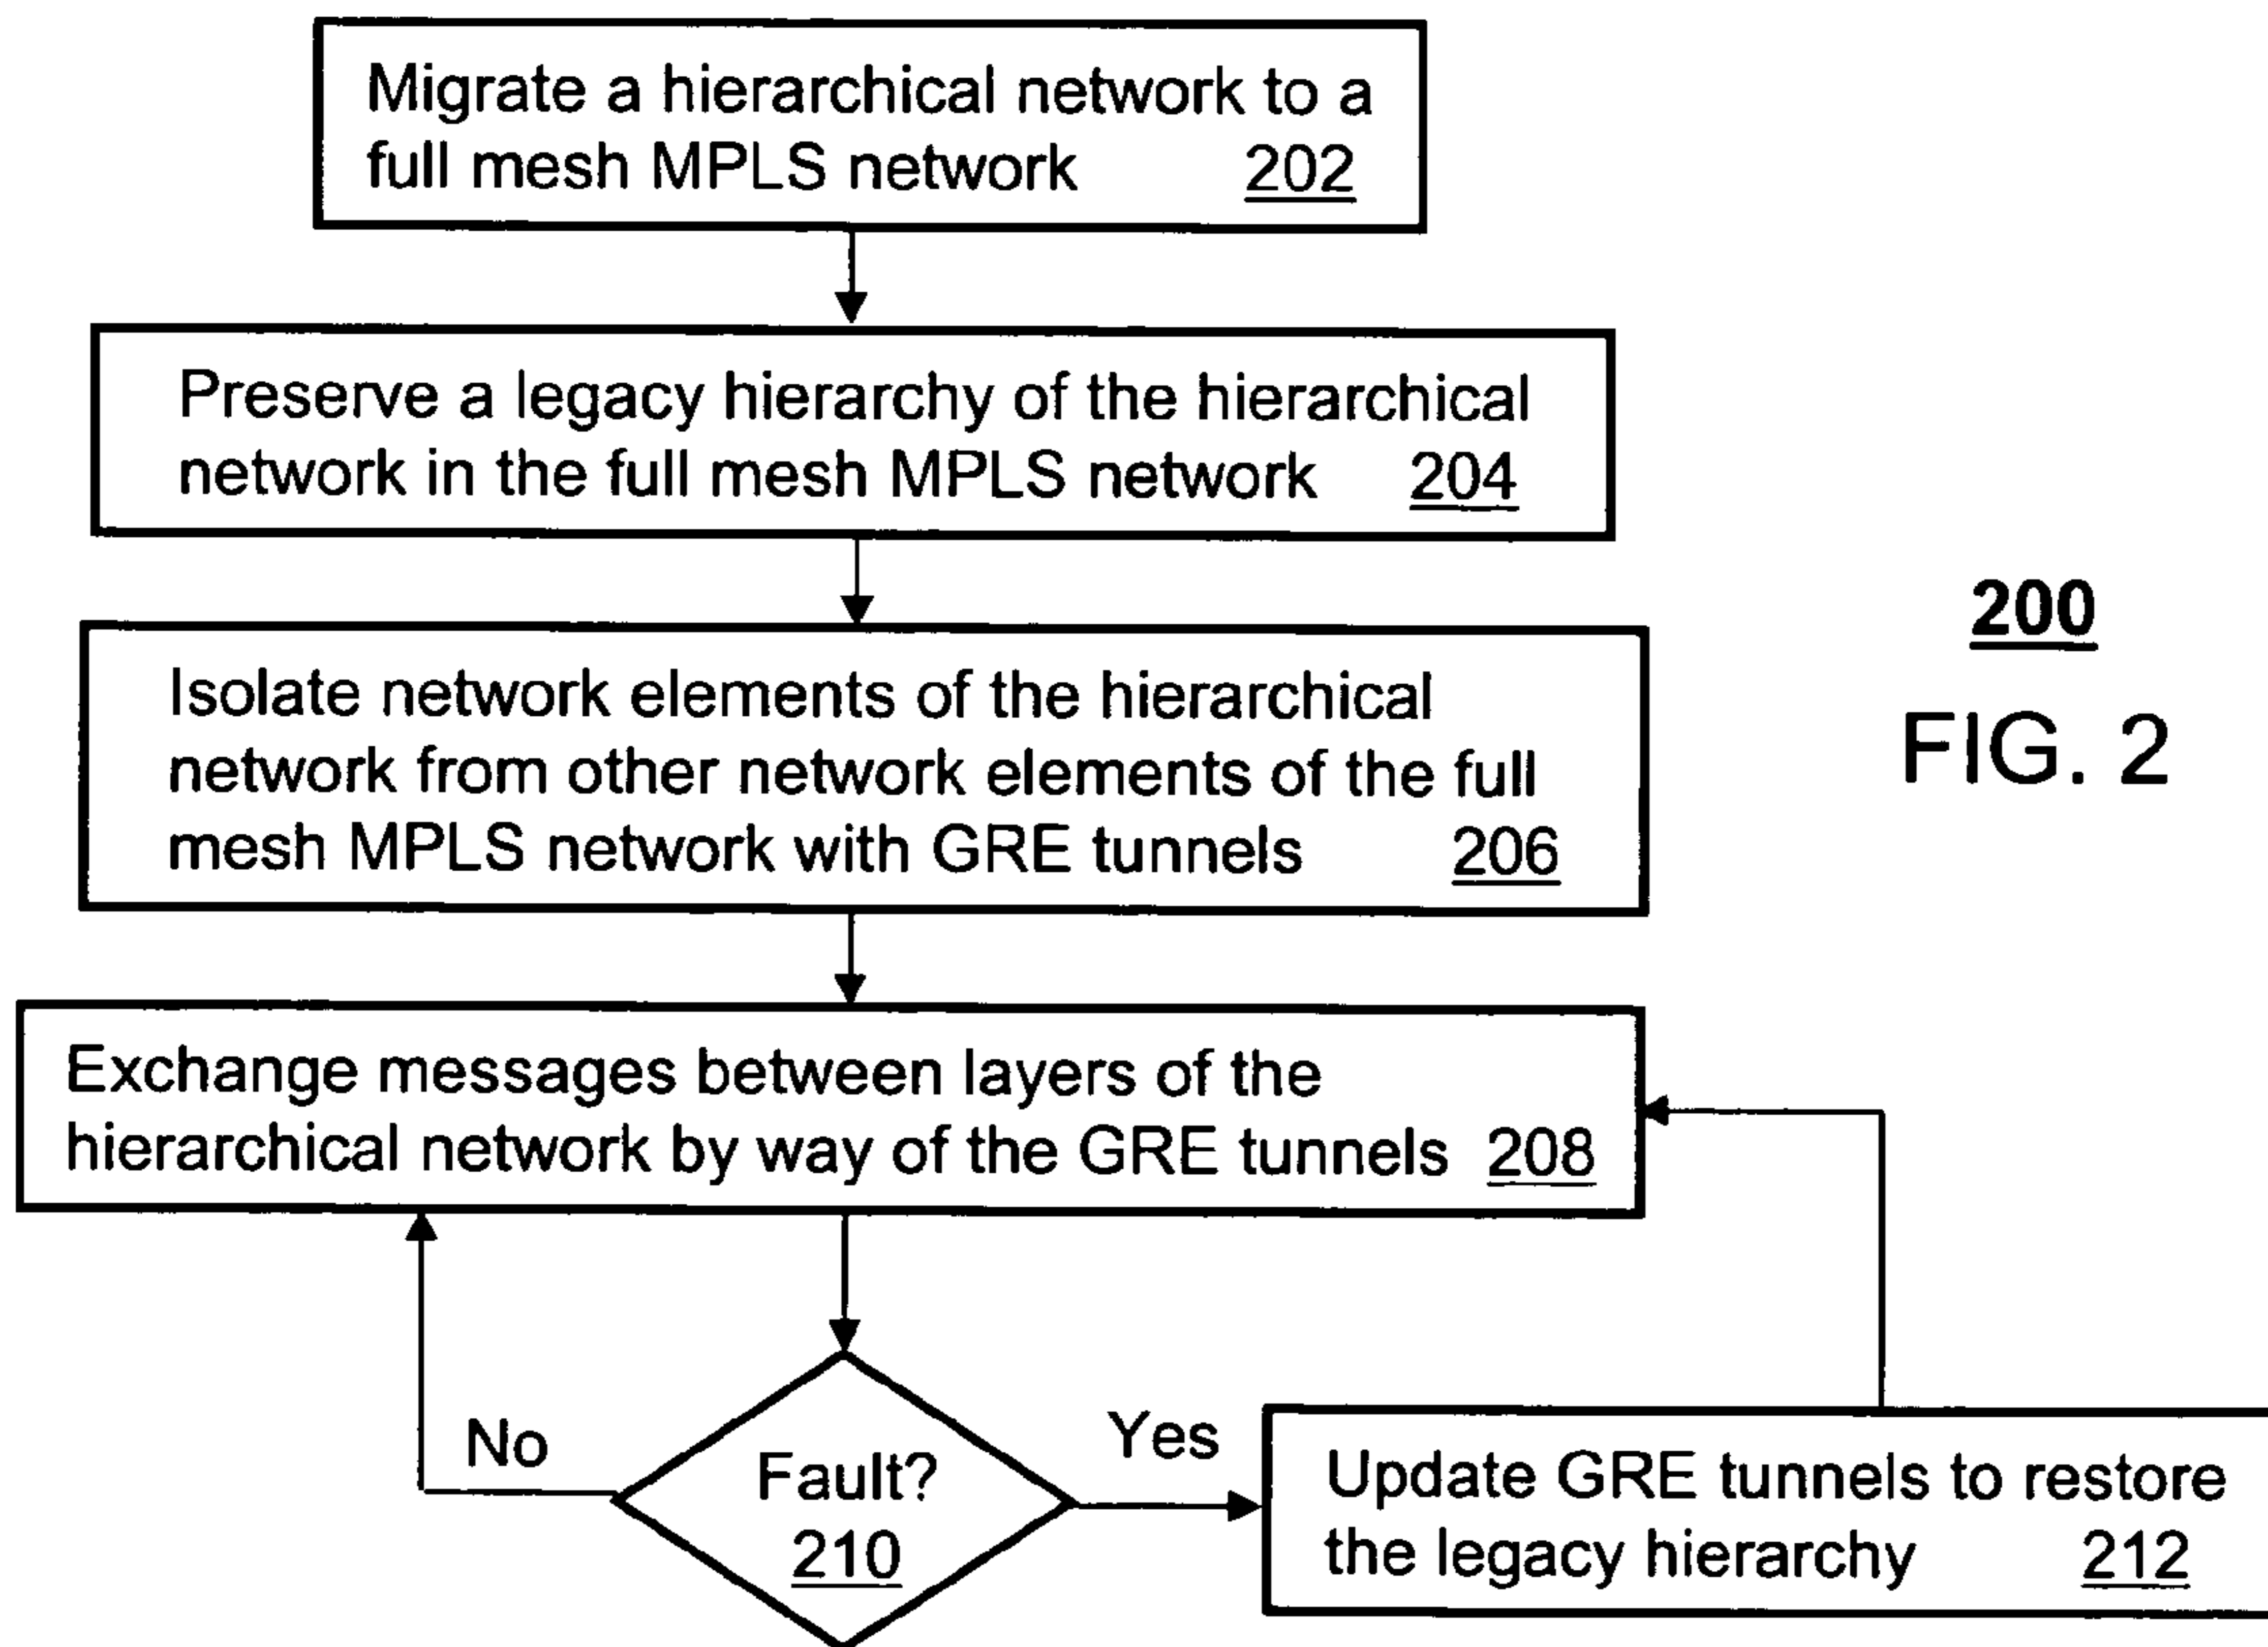 Migrate a hierarchical network to a
full mesh MPLS network 202
Preserve a legacy hierarchy of the hierarchical
network in the full mesh MPLS network 204
Isolate network elements of the hierarchical
network from other network elements of the full
mesh MPLS network with GRE tunnels 206
200
FIG. 2
Exchange messages between layers of the
hierarchical network by way of the GRE tunnels 208
No
Fault?
210
Yes
Update GRE tunnels to restore
the legacy hierarchy 212